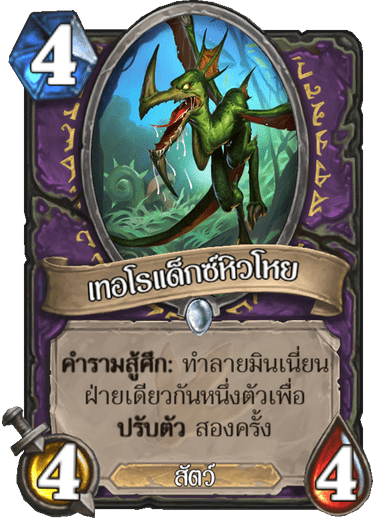 4
เทอโรแด็กซ์หิวโหย
คำรามสู้ศึก: ทำลายมินเนี่ยน
ฝ่ายเดียวกันหนึ่งตัวเพื่อ
ปรับตัว สองครั้ง
4
สัตว์
4